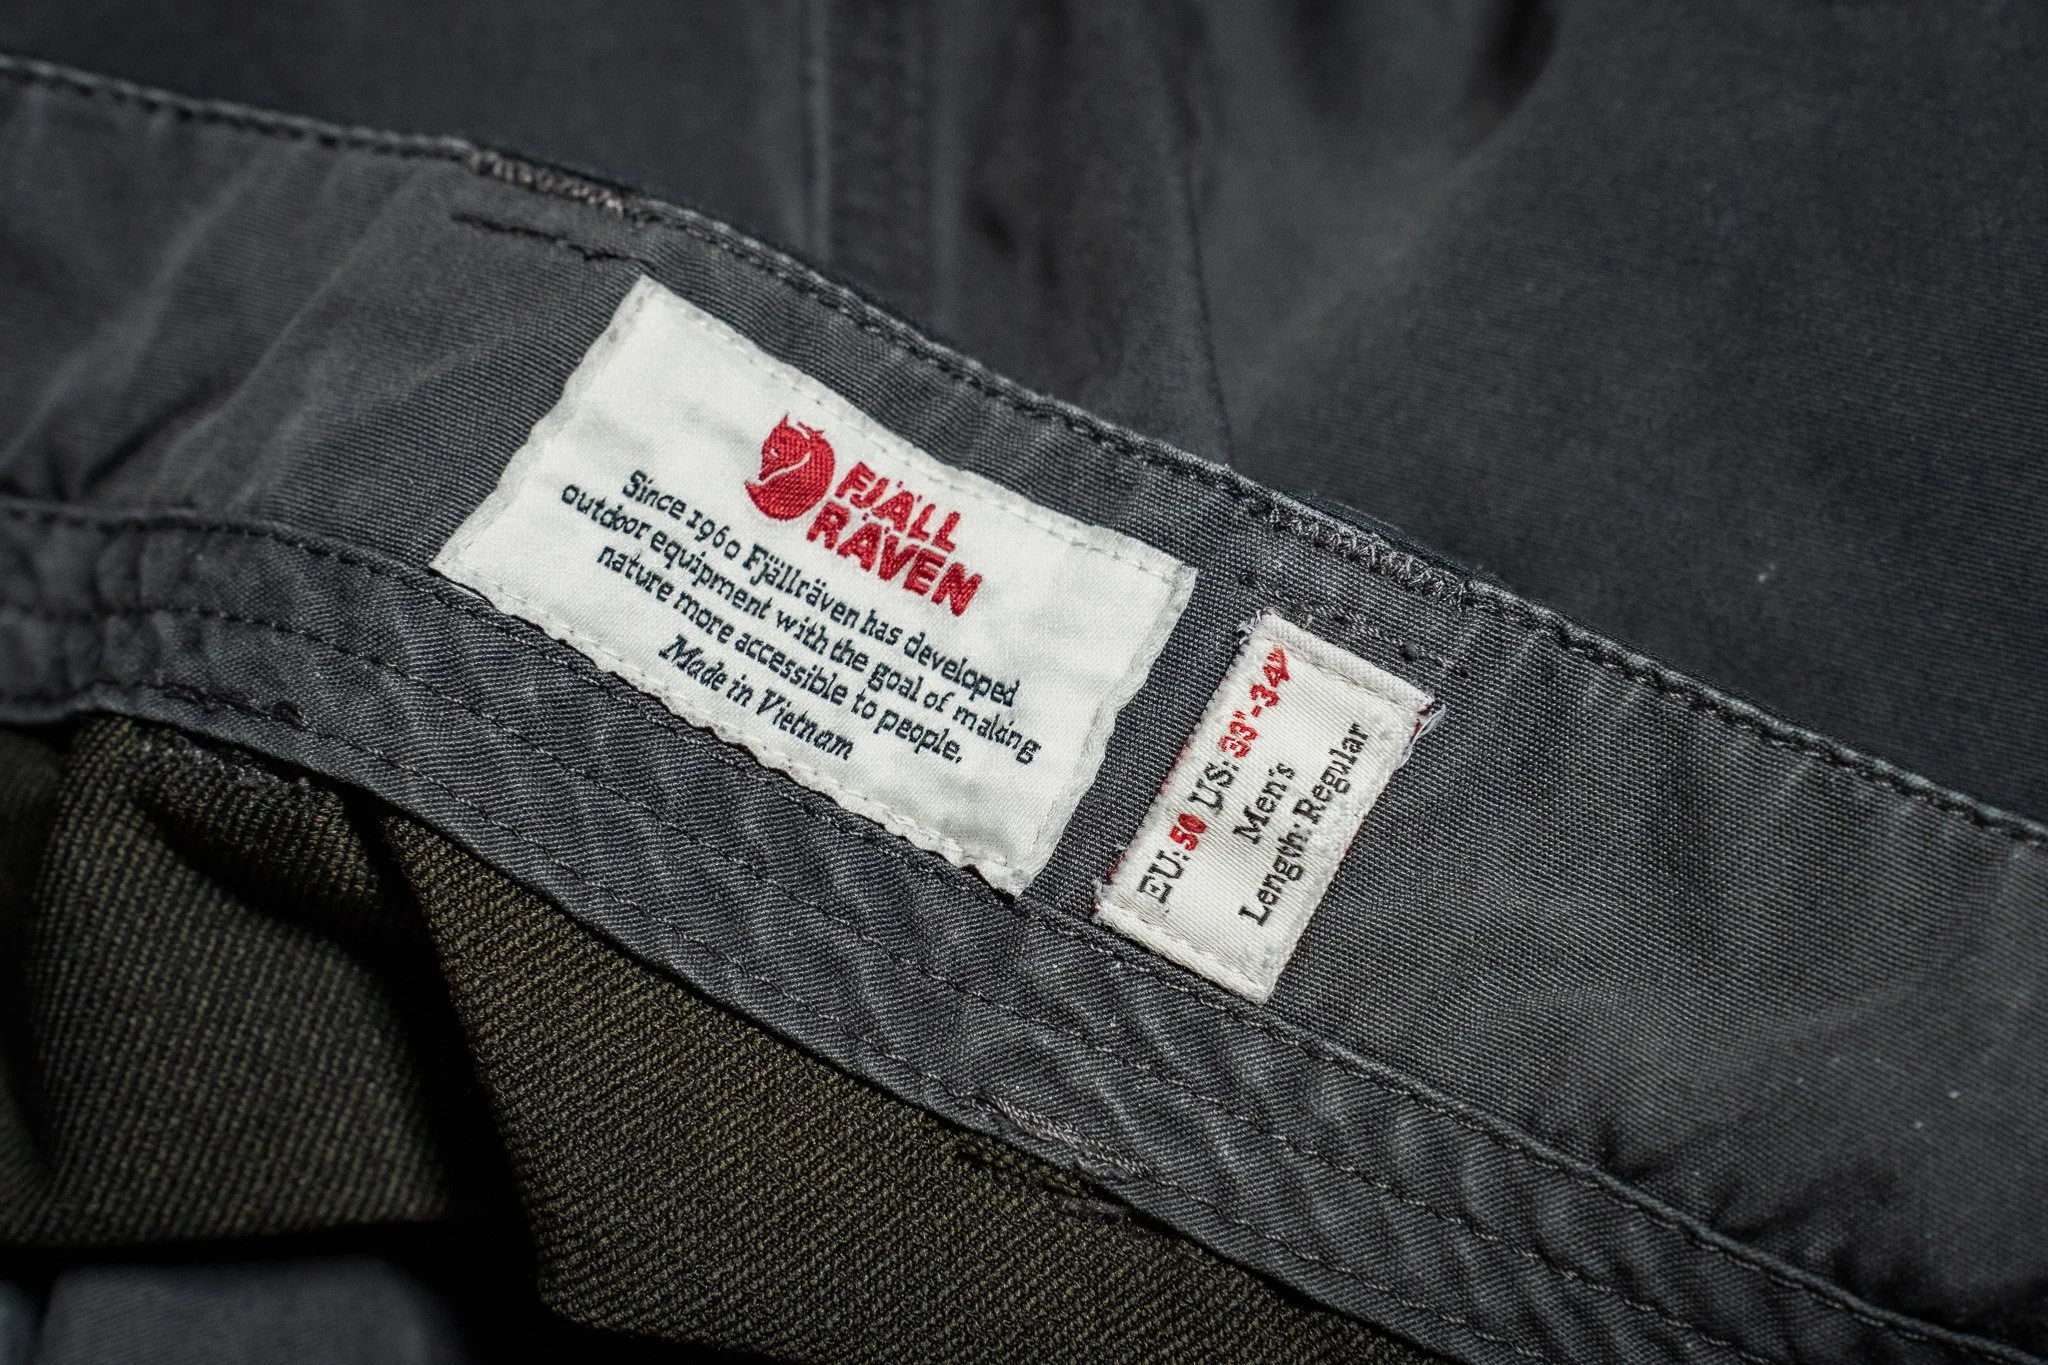 FJÄLL
RÄVEN
Since 1960 Fjällräven has developed
outdoor equipment with the goal of making
nature more accessible to people.
Made in Vietnam
EU: 50 US: 33"-34"
Men's
Length: Regular